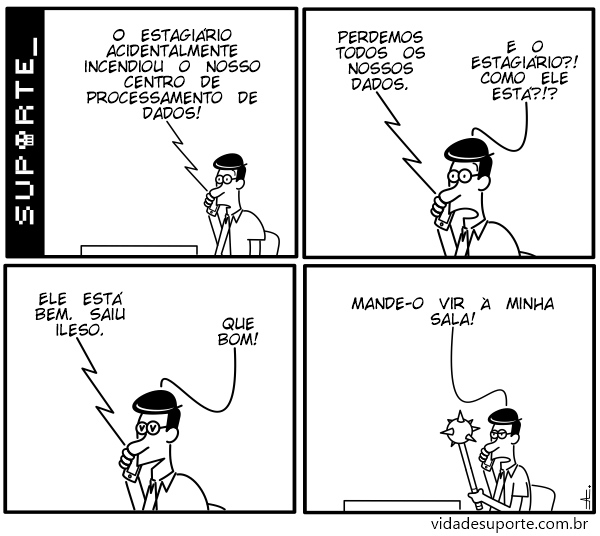 SUPORTE_
O ESTAGIÁRIO
ACIDENTALMENTE
INCENDIOU O NOSSO
CENTRO DE
PROCESSAMENTO DE
DADOS!
PERDEMOS
TODOS OS
NOSSOS
DADOS.
E O
ESTAGIÁRIO?!
COMO ELE
ESTÁ?!?
ELE ESTÁ
BEM. SAIU
ILESO.
QUE
BOM!
MANDE-O VIR À MINHA
SALA!
vidadesuporte.com.br